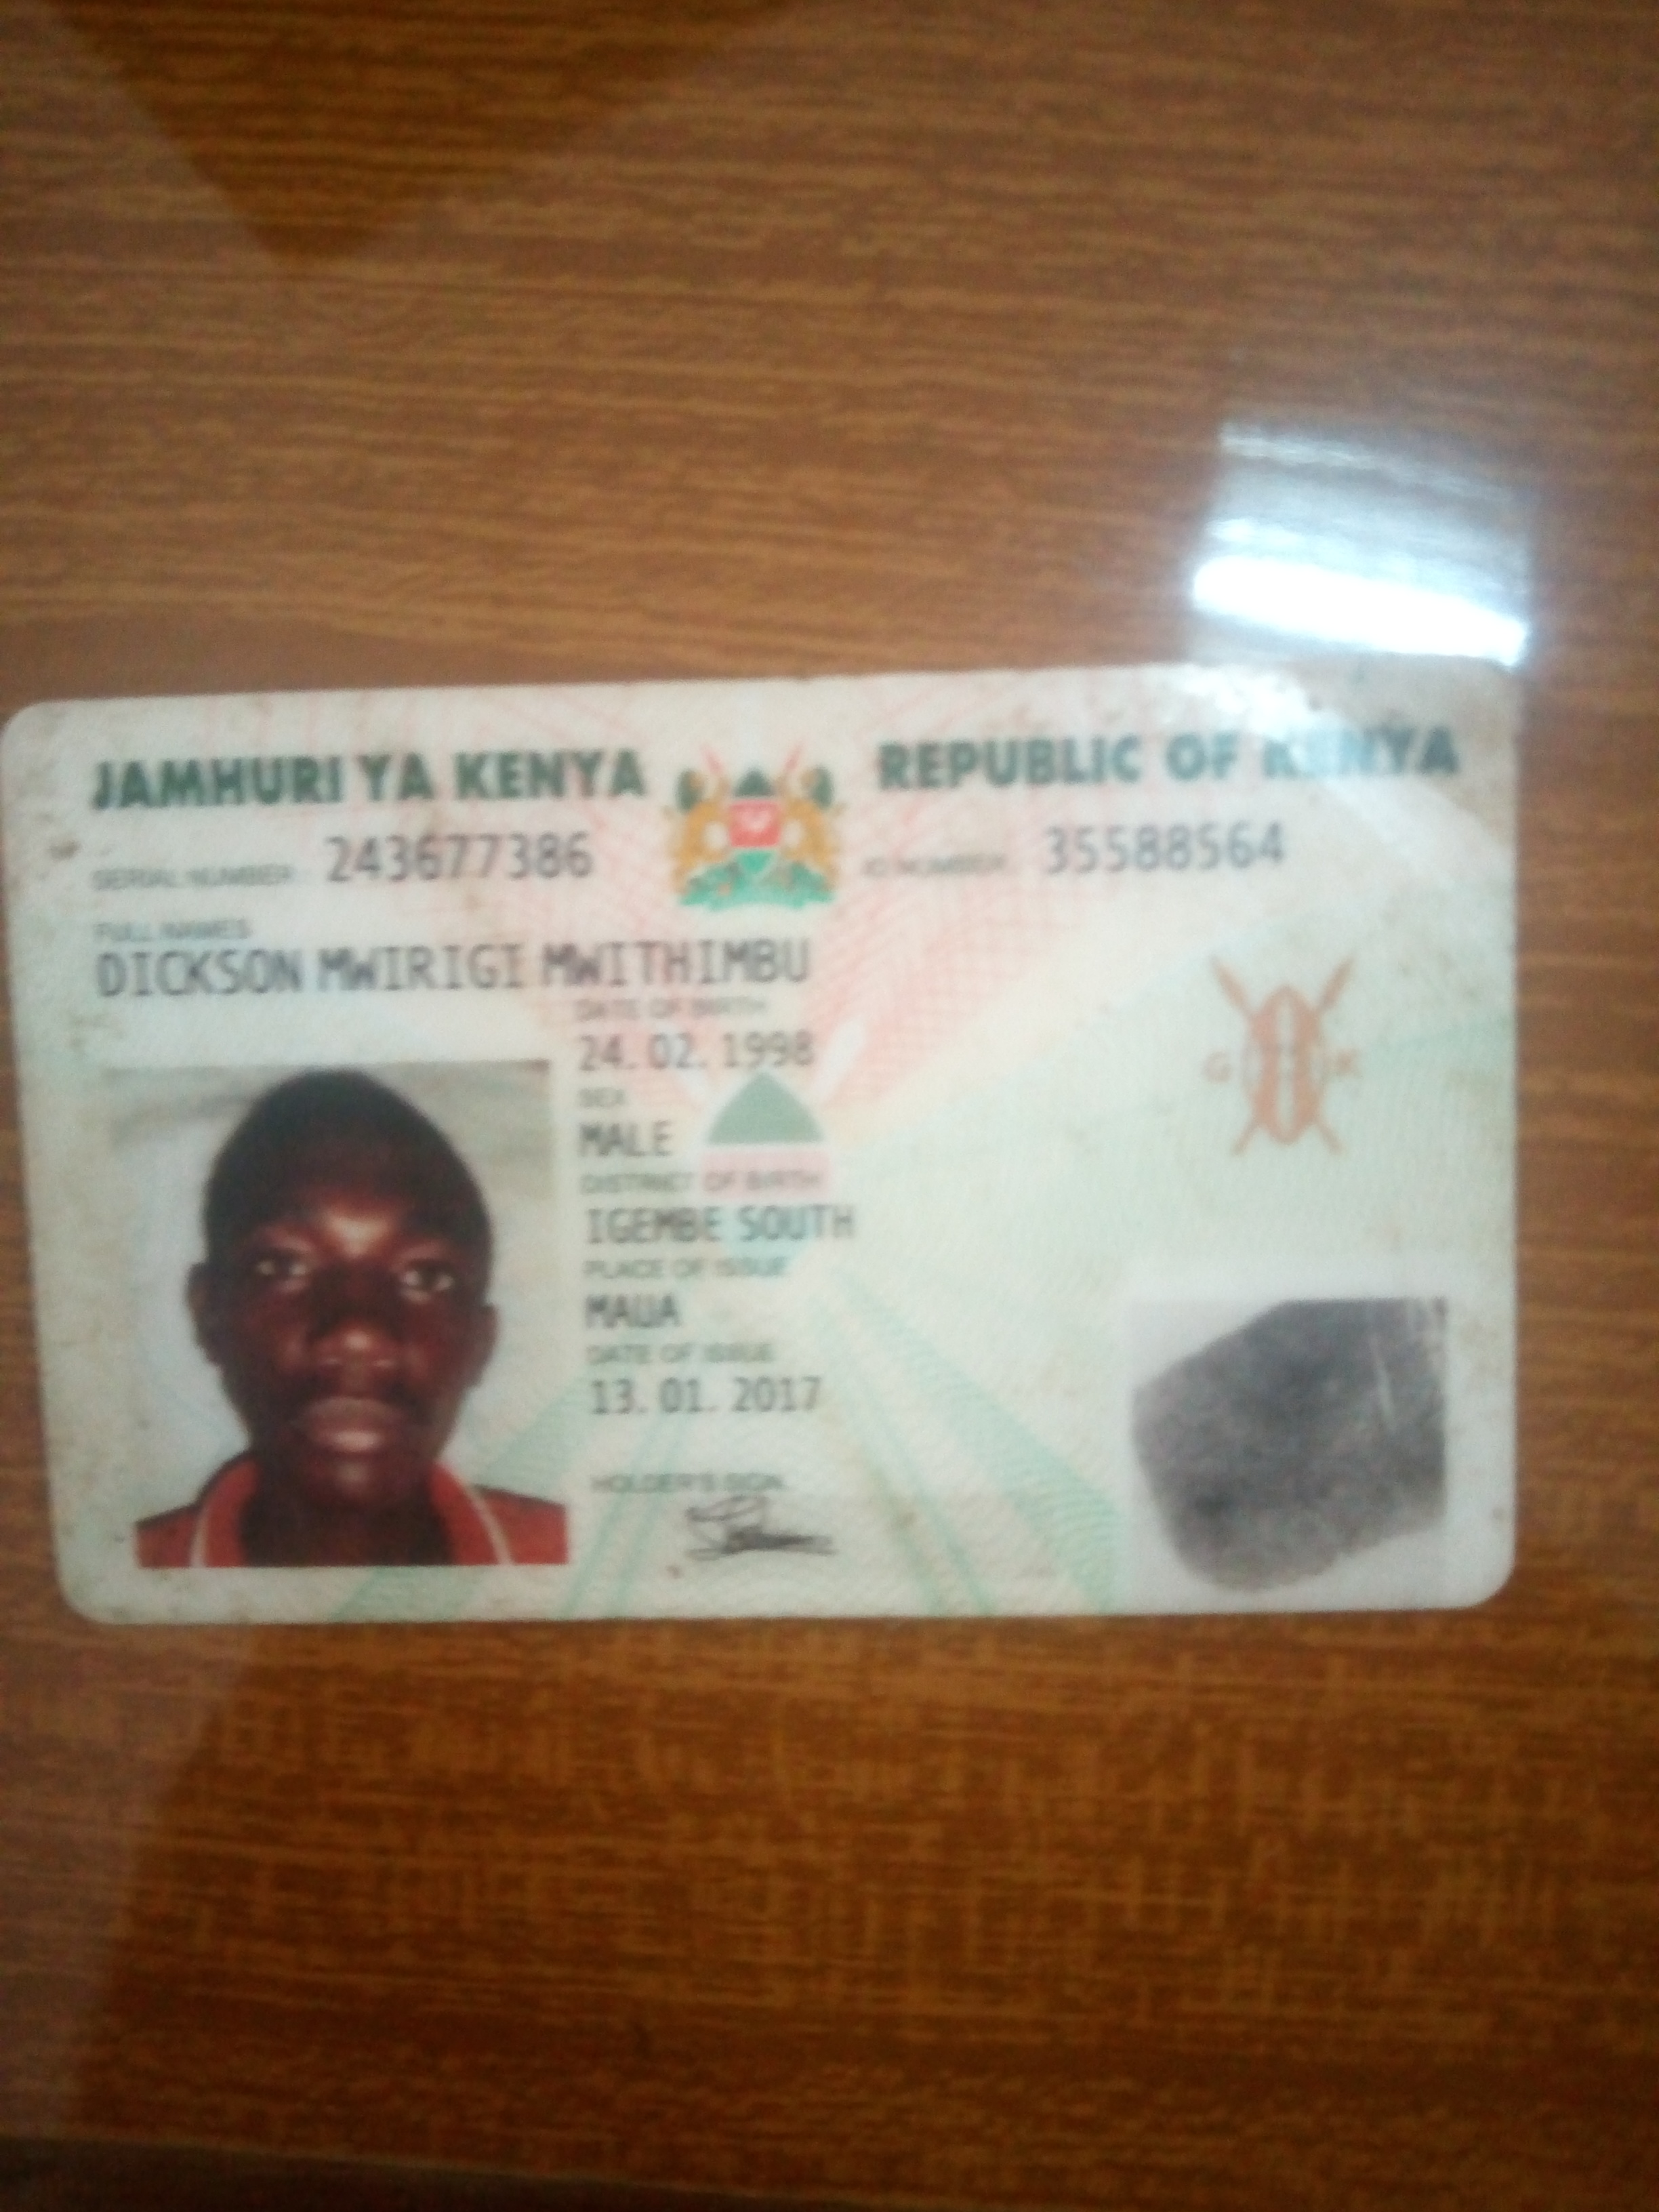 JAMHURI YA KENYA REPUBLIC OF KENYA
SERIAL NUMBER: 243677386 ID NUMBER: 35588564
FULL NAMES
DICKSON MWIRIGI MWITHIMBU
DATE OF BIRTH
24. 02. 1998
SEX
MALE
G K
DISTRICT OF BIRTH
IGEMBE SOUTH
PLACE OF ISSUE
MAUA
DATE OF ISSUE
13. 01. 2017
HOLDER'S SIGN.